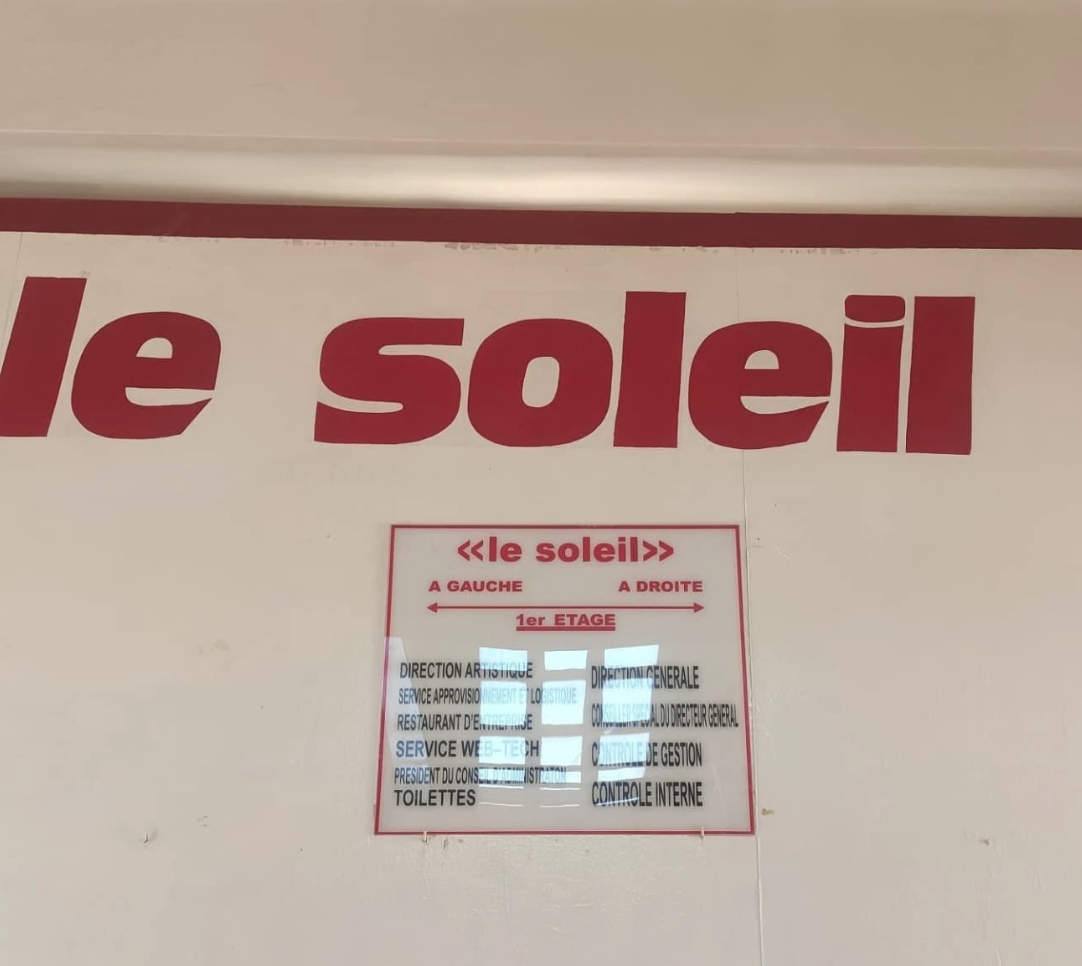 le soleil
«le soleil»
A GAUCHE A DROITE
1er ETAGE
DIRECTION ARTISTIQUE
SERVICE APPROVISIONNEMENT ET LOGISTIQUE
RESTAURANT D'ENTREPRISE
SERVICE WEB-TECH
PRESIDENT DU CONSEIL D'ADMINISTRATON
TOILETTES
DIRECTION GENERALE
CONSEILLER SPECIAL DU DIRECTEUR GENERAL
CONTROLE DE GESTION
CONTROLE INTERNE